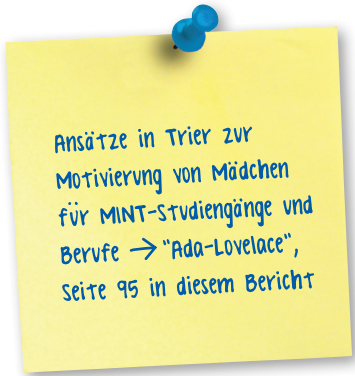 Ansätze in Trier zur
Motivierung von Mädchen
für MINT-Studiengänge und
Berufe → "Ada-Lovelace",
Seite 95 in diesem Bericht